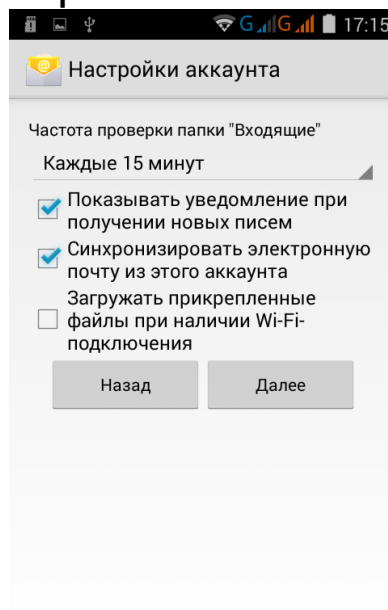 G G 17:15
Настройки аккаунта
Частота проверки папки "Входящие"
Каждые 15 минут
Показывать уведомление при
получении новых писем
Синхронизировать электронную
почту из этого аккаунта
Загружать прикрепленные
файлы при наличии Wi-Fi-
подключения
Назад Далее